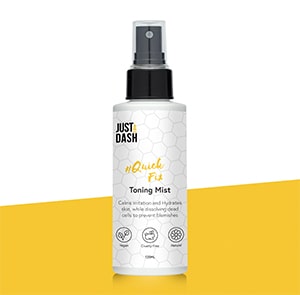 JUST
DASH
#Quick
Fix
Toning Mist
Calms irritation and Hydrates
skin, while dissolving dead
cells to prevent blemishes
Vegan
Cruelty-Free
Natural
120ML